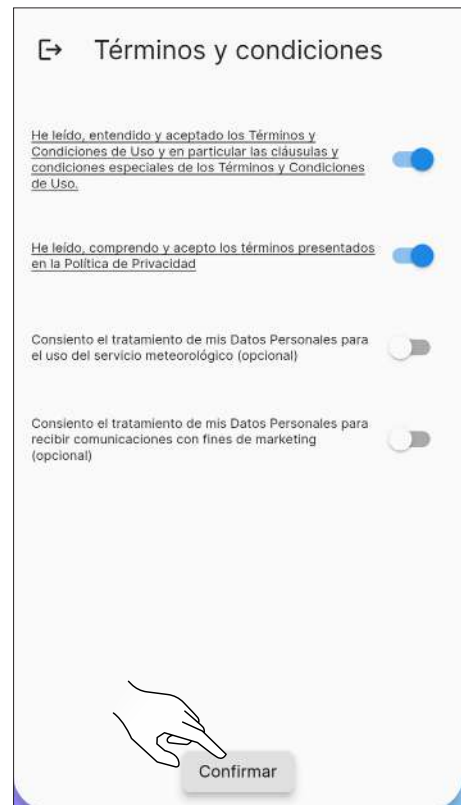 Términos y condiciones
He leído, entendido y aceptado los Términos y
Condiciones de Uso y en particular las cláusulas y
condiciones especiales de los Términos y Condiciones
de Uso.
He leído, comprendo y acepto los términos presentados
en la Política de Privacidad
Consiento el tratamiento de mis Datos Personales para
el uso del servicio meteorológico (opcional)
Consiento el tratamiento de mis Datos Personales para
recibir comunicaciones con fines de marketing
(opcional)
Confirmar